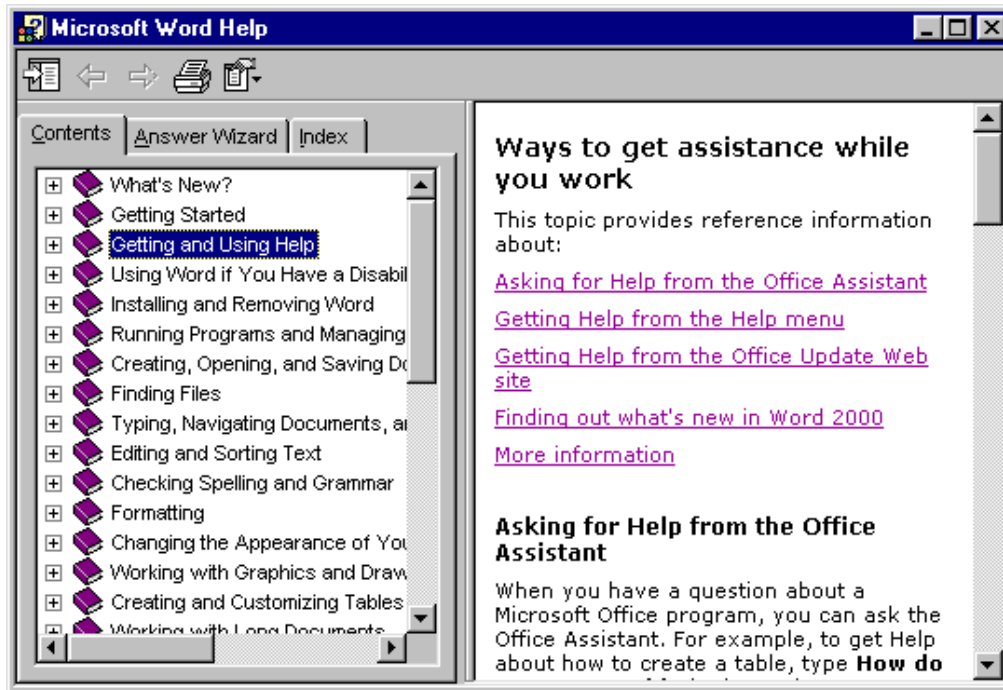 Microsoft Word Help
Contents
Answer Wizard
Index
What's New?
Getting Started
Getting and Using Help
Using Word if You Have a Disabil
Installing and Removing Word
Running Programs and Managing
Creating, Opening, and Saving Do
Finding Files
Typing, Navigating Documents, a
Editing and Sorting Text
Checking Spelling and Grammar
Formatting
Changing the Appearance of You
Working with Graphics and Draw
Creating and Customizing Tables
Working with Long Documents
Ways to get assistance while
you work
This topic provides reference information
about:
Asking for Help from the Office Assistant
Getting Help from the Help menu
Getting Help from the Office Update Web
site
Finding out what's new in Word 2000
More information
Asking for Help from the Office
Assistant
When you have a question about a
Microsoft Office program, you can ask the
Office Assistant. For example, to get Help
about how to create a table, type How do